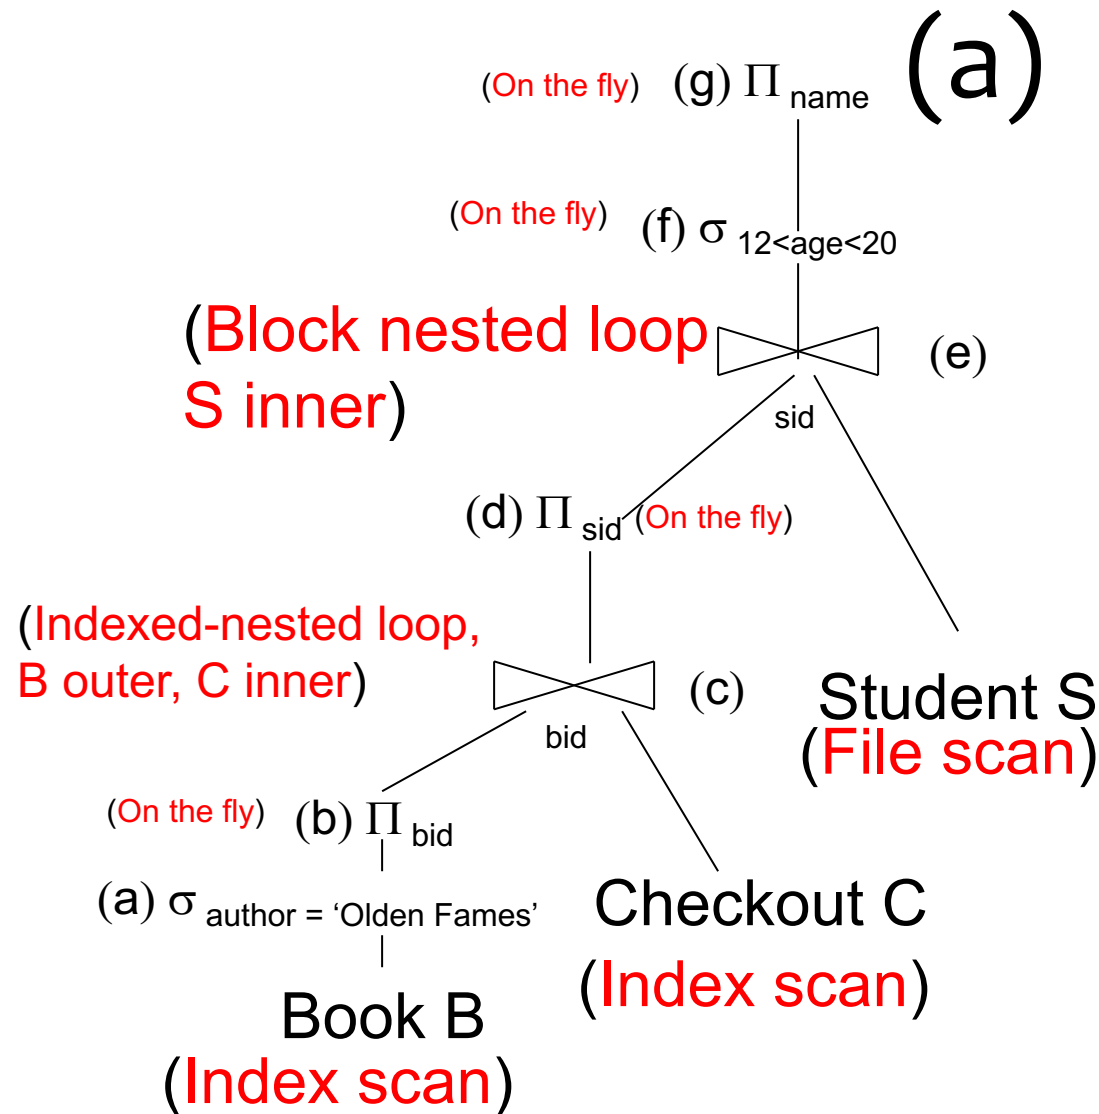 (a)
(On the fly) (g) Π name
(On the fly) (f) σ 12<age<20
(Block nested loop
S inner)
(e)
sid
(d) Π sid (On the fly)
(Indexed-nested loop,
B outer, C inner)
(c)
bid
Student S
(File scan)
(On the fly) (b) Π bid
(a) σ author = ‘Olden Fames’
Checkout C
(Index scan)
Book B
(Index scan)